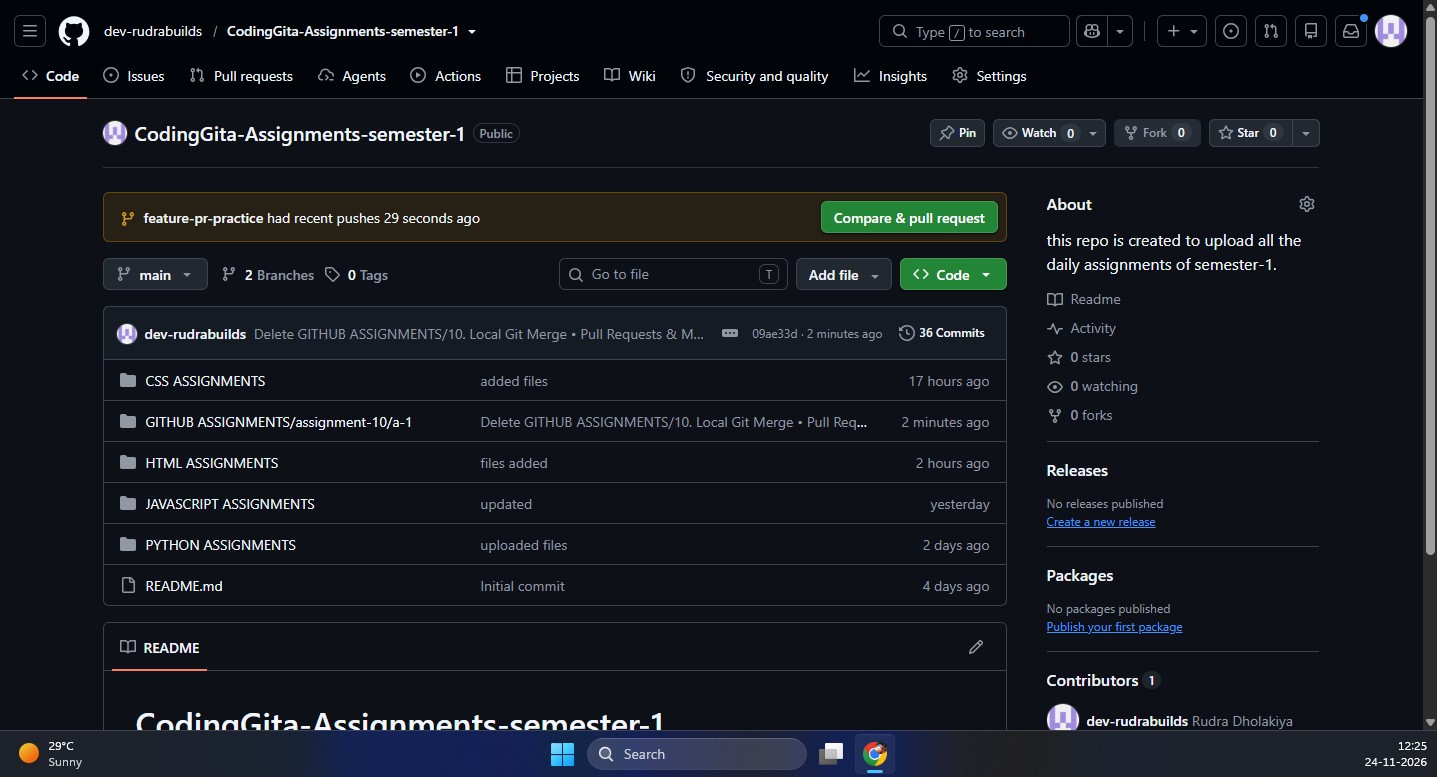 dev-rudrabuilds / CodingGita-Assignments-semester-1
Type / to search
Code Issues Pull requests Agents Actions Projects Wiki Security and quality Insights Settings
CodingGita-Assignments-semester-1 Public
Pin Watch 0 Fork 0 Star 0
feature-pr-practice had recent pushes 29 seconds ago
Compare & pull request
main 2 Branches 0 Tags
Go to file T
Add file
Code
dev-rudrabuilds Delete GITHUB ASSIGNMENTS/10. Local Git Merge • Pull Requests & M... 09ae33d · 2 minutes ago 36 Commits
CSS ASSIGNMENTS added files 17 hours ago
GITHUB ASSIGNMENTS/assignment-10/a-1 Delete GITHUB ASSIGNMENTS/10. Local Git Merge • Pull Req... 2 minutes ago
HTML ASSIGNMENTS files added 2 hours ago
JAVASCRIPT ASSIGNMENTS updated yesterday
PYTHON ASSIGNMENTS uploaded files 2 days ago
README.md Initial commit 4 days ago
README
CodingGita-Assignments-semester-1
About
this repo is created to upload all the
daily assignments of semester-1.
Readme
Activity
0 stars
0 watching
0 forks
Releases
No releases published
Create a new release
Packages
No packages published
Publish your first package
Contributors 1
dev-rudrabuilds Rudra Dholakiya
29°C
Sunny
Search
12:25
24-11-2026